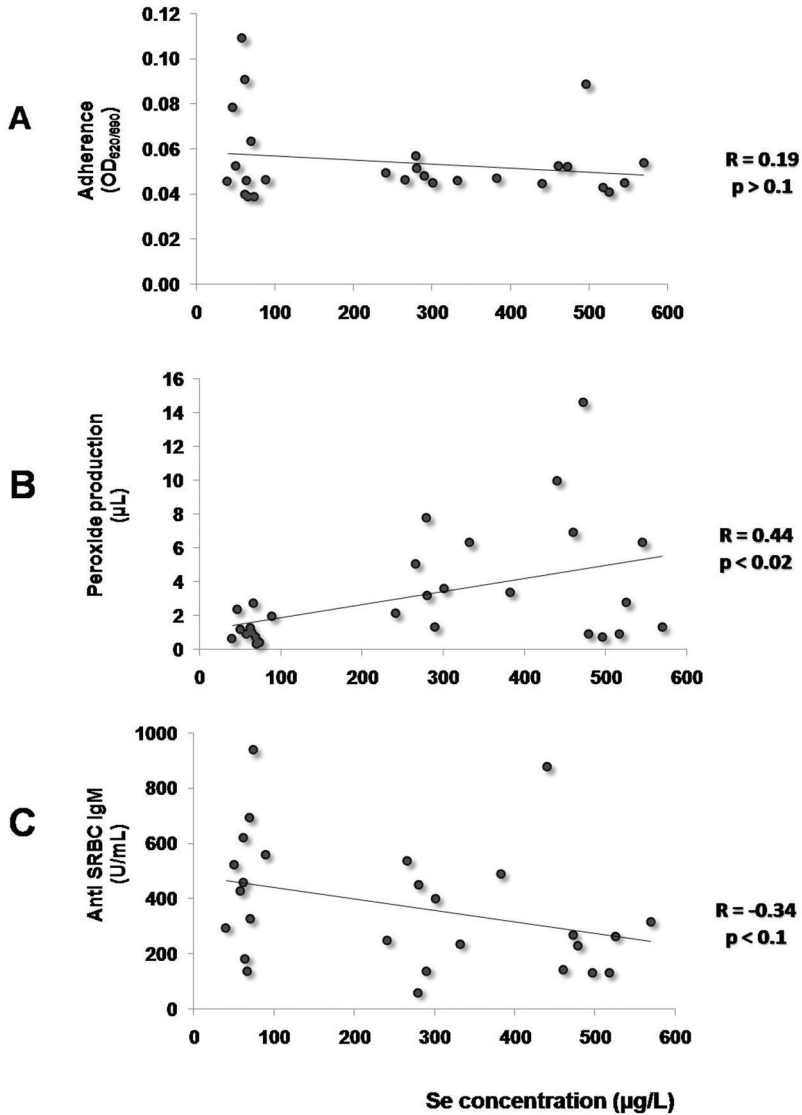 A
Adherence
(OD620/690)
0.12
0.10
0.08
0.06
0.04
0.02
0.00
0 100 200 300 400 500 600
R = 0.19
p > 0.1
B
Peroxide production
(µL)
16
14
12
10
8
6
4
2
0
0 100 200 300 400 500 600
R = 0.44
p < 0.02
C
Anti SRBC IgM
(U/mL)
1000
800
600
400
200
0
0 100 200 300 400 500 600
R = -0.34
p < 0.1
Se concentration (µg/L)